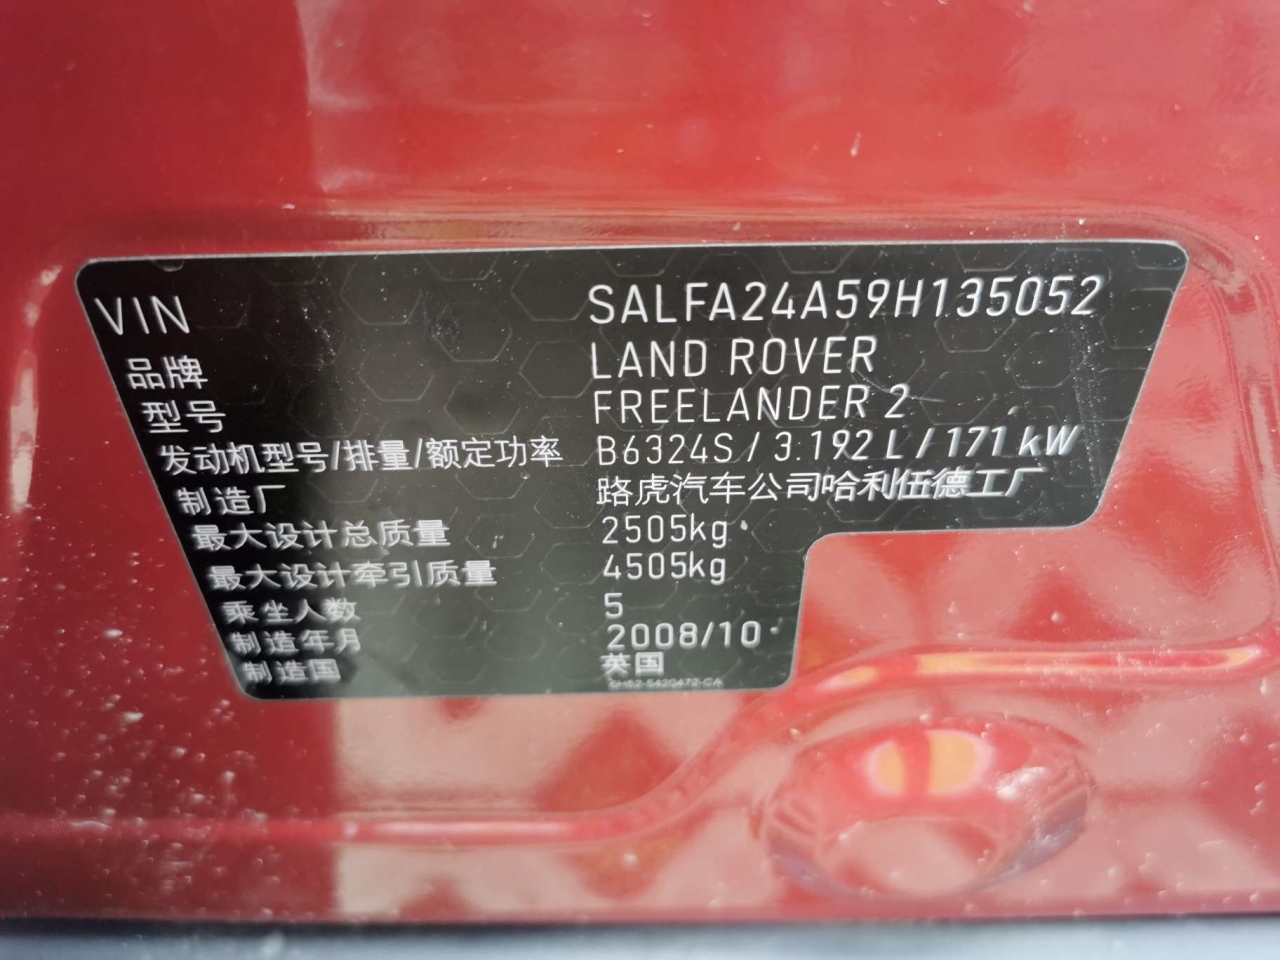 VIN SALFA24A59H135052
品牌 LAND ROVER
型号 FREELANDER 2
发动机型号/排量/额定功率 B6324S / 3.192 L / 171 kW
制造厂 路虎汽车公司哈利伍德工厂
最大设计总质量 2505kg
最大设计牵引质量 4505kg
乘坐人数 5
制造年月 2008/10
制造国 英国
6H52-5420472-CA